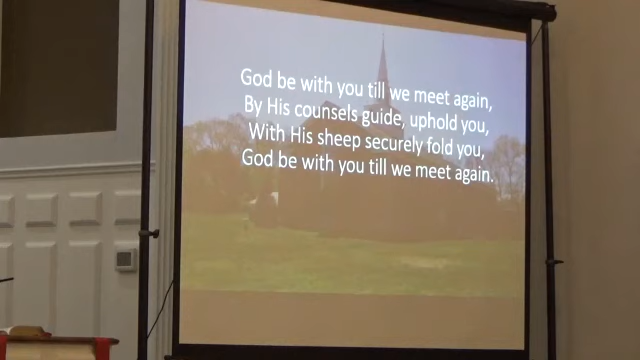 God be with you till we meet again,
By His counsels guide, uphold you,
With His sheep securely fold you,
God be with you till we meet again.